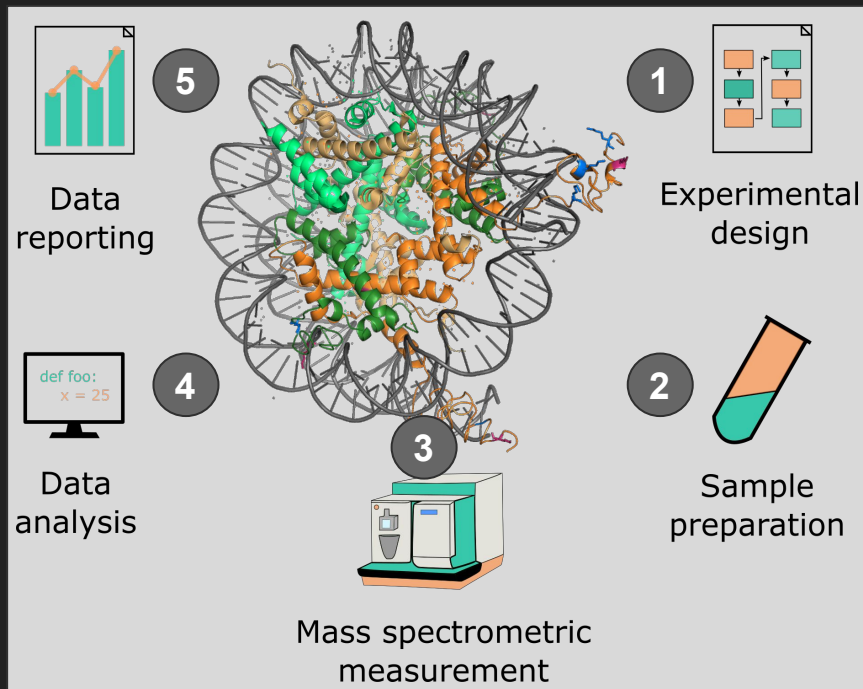 1
Experimental
design
2
Sample
preparation
3
Mass spectrometric
measurement
4
def foo:
x = 25
Data
analysis
5
Data
reporting